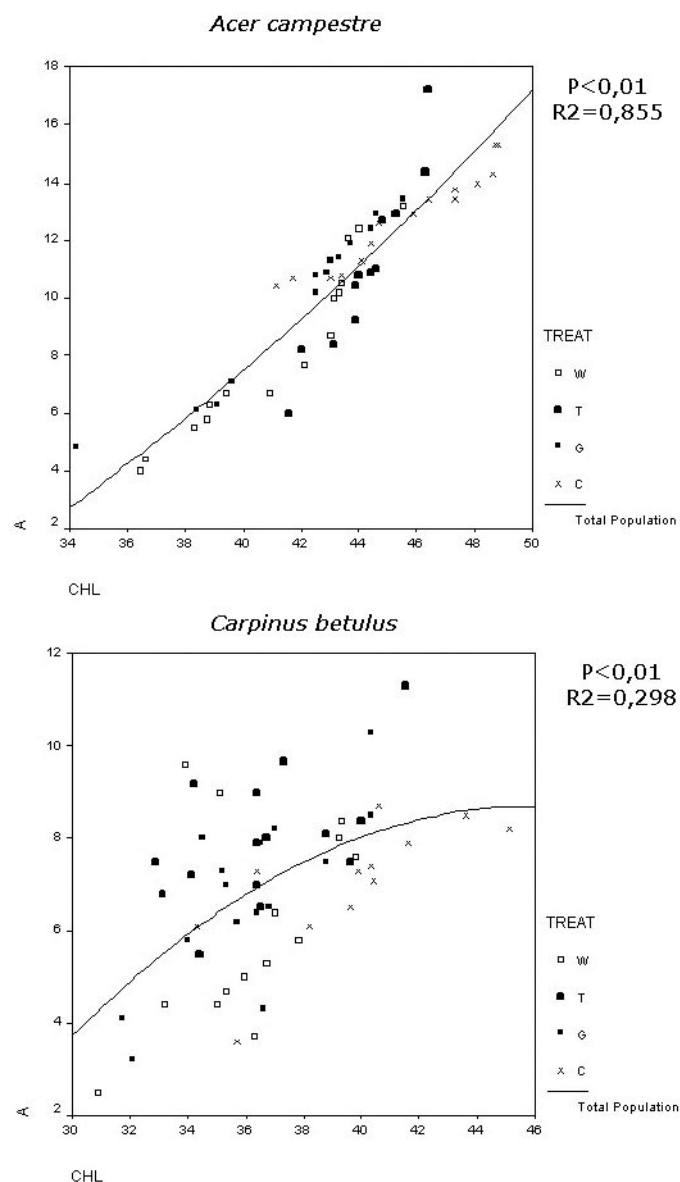 Acer campestre
18
16
14
12
10
8
6
4
2
A
34 36 38 40 42 44 46 48 50
CHL
P<0,01
R2=0,855
TREAT
W
T
G
C
Total Population
Carpinus betulus
12
10
8
6
4
2
A
30 32 34 36 38 40 42 44 46
CHL
P<0,01
R2=0,298
TREAT
W
T
G
C
Total Population